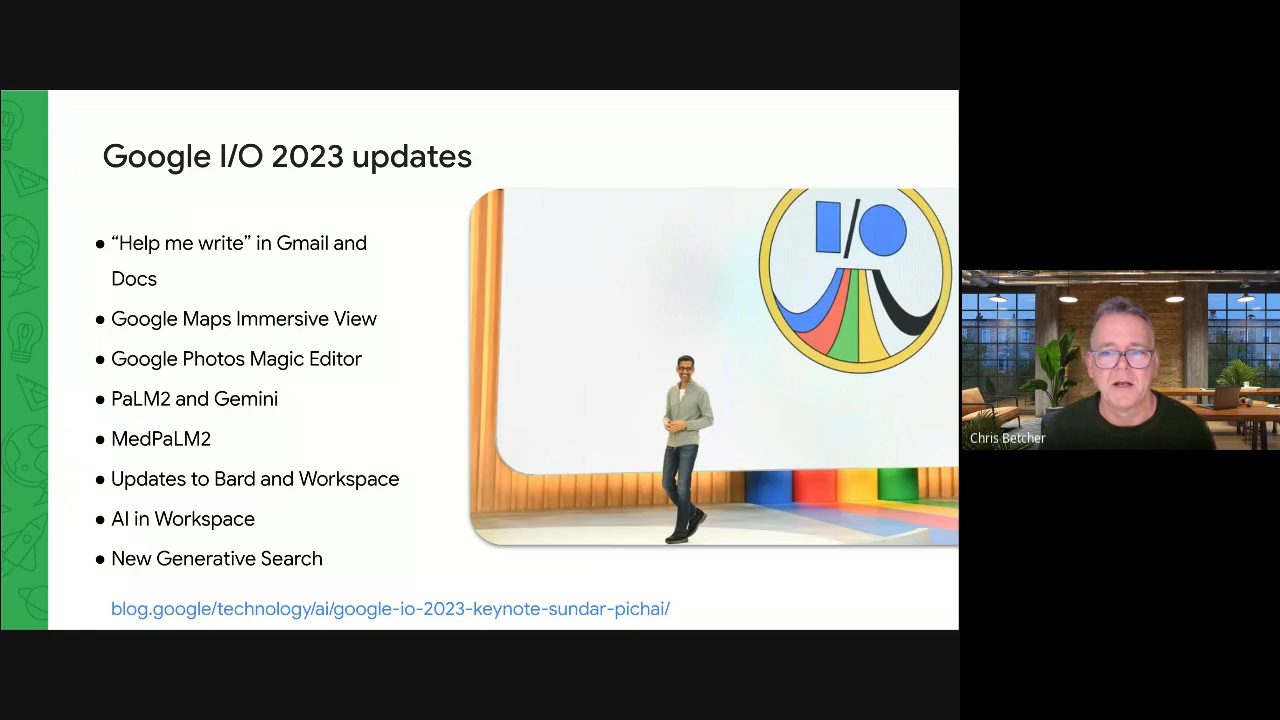 Google I/O 2023 updates
● “Help me write” in Gmail and
Docs
● Google Maps Immersive View
● Google Photos Magic Editor
● PaLM2 and Gemini
● MedPaLM2
● Updates to Bard and Workspace
● AI in Workspace
● New Generative Search
blog.google/technology/ai/google-io-2023-keynote-sundar-pichai/
I/O
Chris Betcher